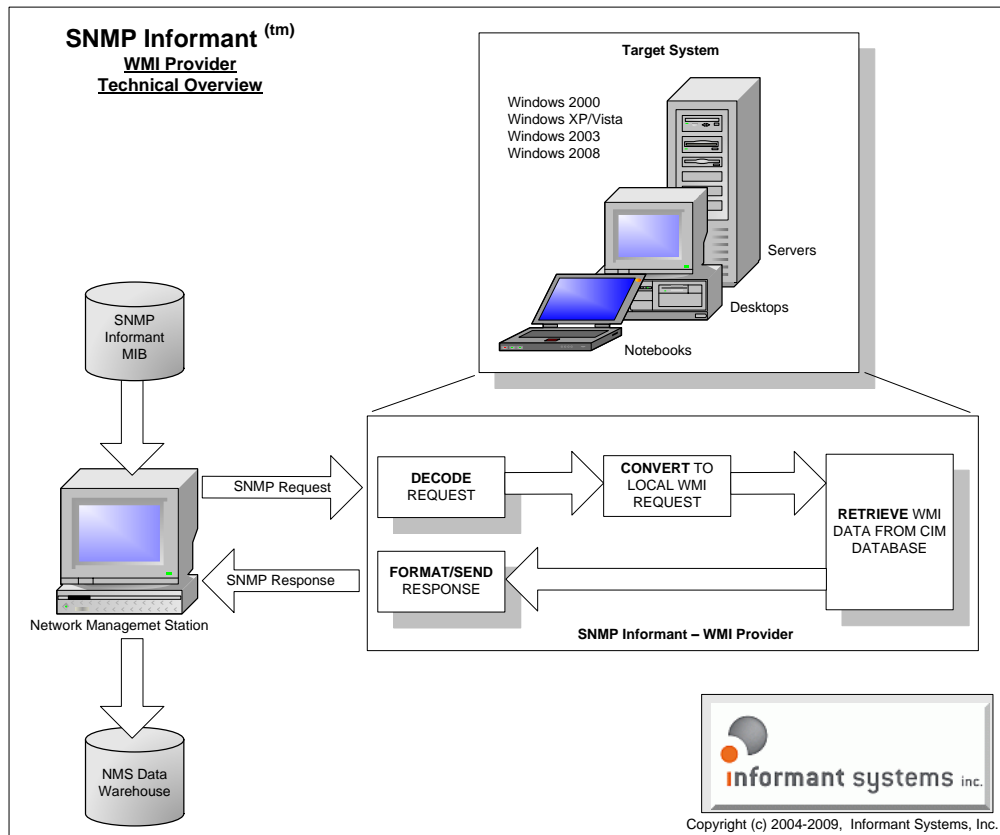 SNMP Informant (tm)
WMI Provider
Technical Overview
Target System
Windows 2000
Windows XP/Vista
Windows 2003
Windows 2008
Servers
Desktops
Notebooks
SNMP
Informant
MIB
SNMP Request
SNMP Response
Network Managemet Station
DECODE
REQUEST
CONVERT TO
LOCAL WMI
REQUEST
RETRIEVE WMI
DATA FROM CIM
DATABASE
FORMAT/SEND
RESPONSE
SNMP Informant – WMI Provider
NMS Data
Warehouse
informant systems inc.
Copyright (c) 2004-2009, Informant Systems, Inc.